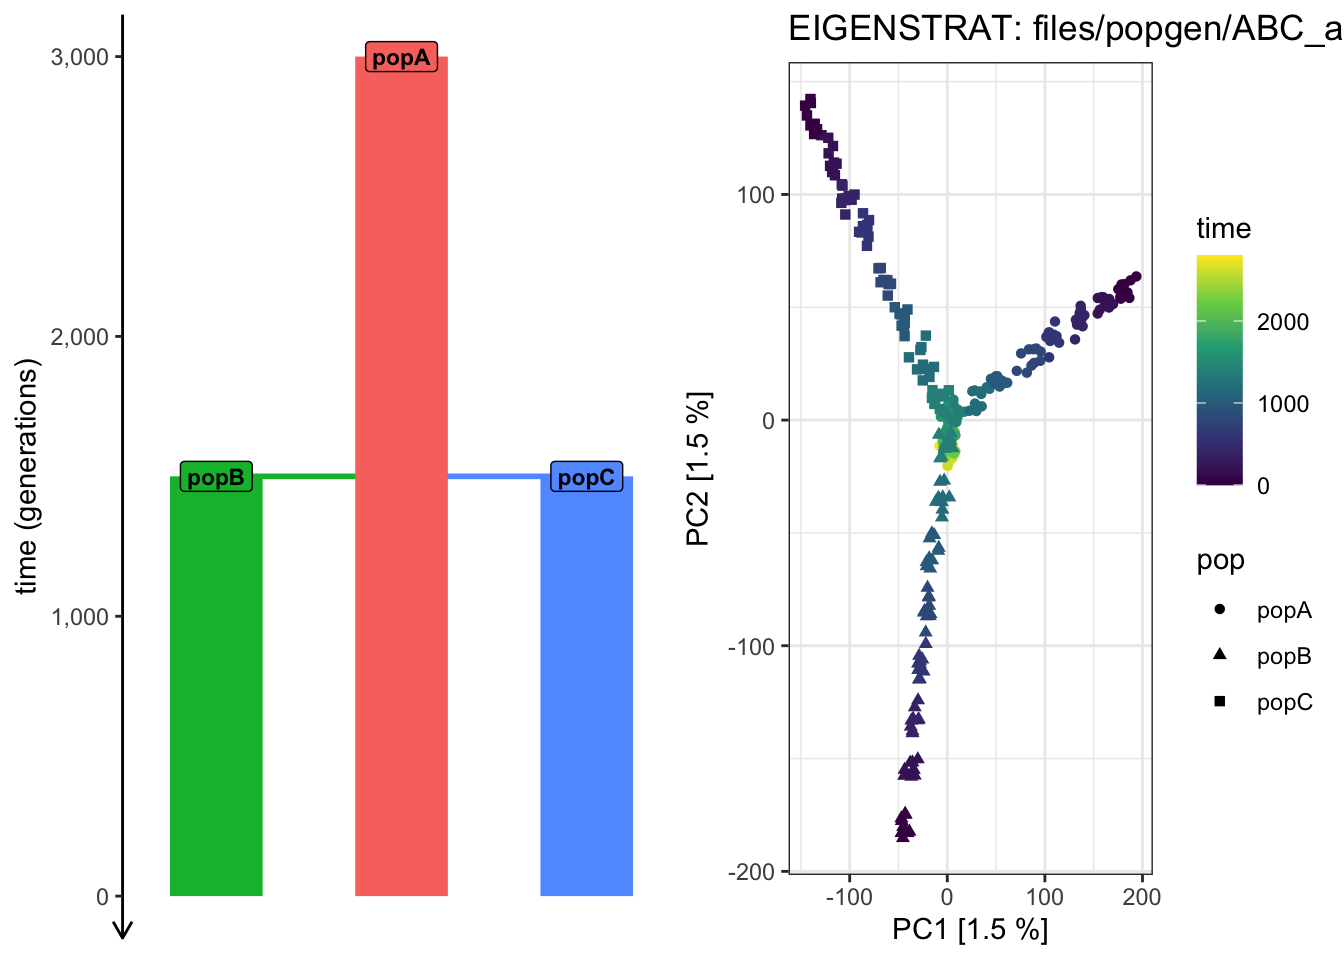 3,000
2,000
1,000
0
time (generations)
popA
popB
popC
EIGENSTRAT: files/popgen/ABC_a
100
0
-100
-200
PC2 [1.5 %]
-100
0
100
200
PC1 [1.5 %]
time
2000
1000
0
pop
popA
popB
popC